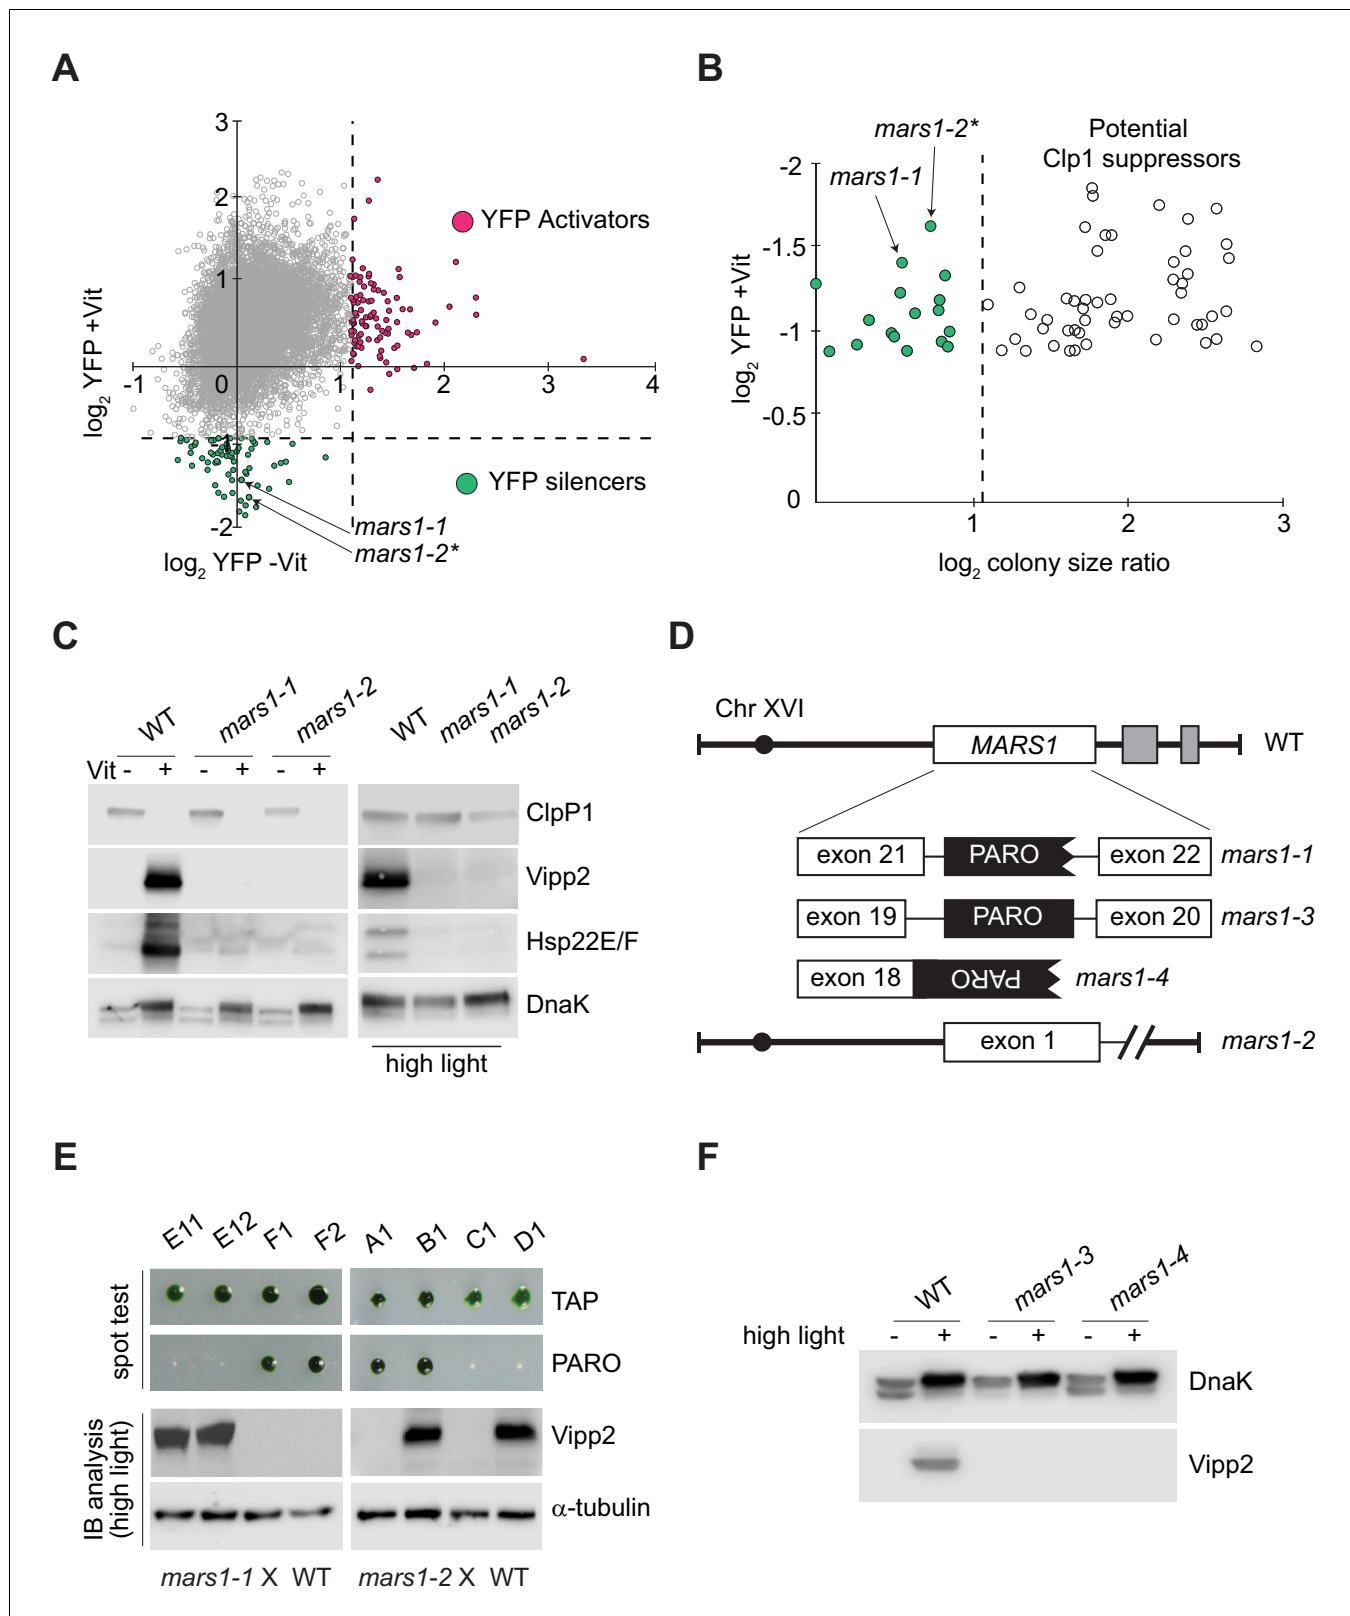 A
3
2
1
-1
0
1
2
3
4
-1
-2
log2 YFP +Vit
log2 YFP -Vit
YFP Activators
YFP silencers
mars1-1
mars1-2*
B
mars1-2*
mars1-1
Potential
Clp1 suppressors
-2
-1.5
-1
-0.5
0
1
2
3
log2 YFP +Vit
log2 colony size ratio
C
WT
mars1-1
mars1-2
WT
mars1-1
mars1-2
Vit - + - + - +
ClpP1
Vipp2
Hsp22E/F
DnaK
high light
D
Chr XVI
MARS1
WT
exon 21 PARO exon 22 mars1-1
exon 19 PARO exon 20 mars1-3
exon 18 PARO mars1-4
exon 1 mars1-2
E
E11 E12 F1 F2 A1 B1 C1 D1
spot test
TAP
PARO
IB analysis
(high light)
Vipp2
α-tubulin
mars1-1 X WT
mars1-2 X WT
F
WT
mars1-3
mars1-4
high light - + - + - +
DnaK
Vipp2